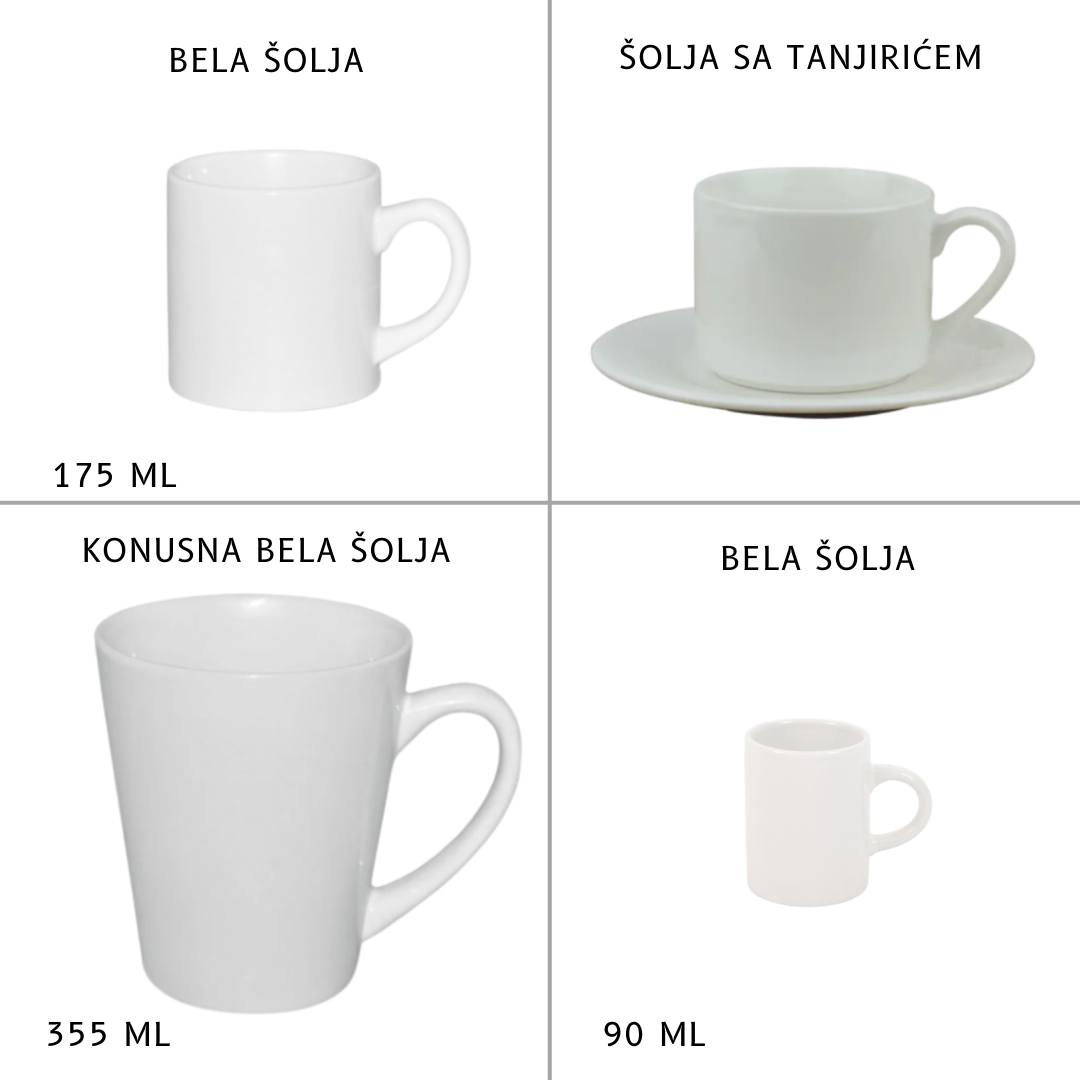 BELA ŠOLJA
175 ML
ŠOLJA SA TANJIRIĆEM
KONUSNA BELA ŠOLJA
355 ML
BELA ŠOLJA
90 ML